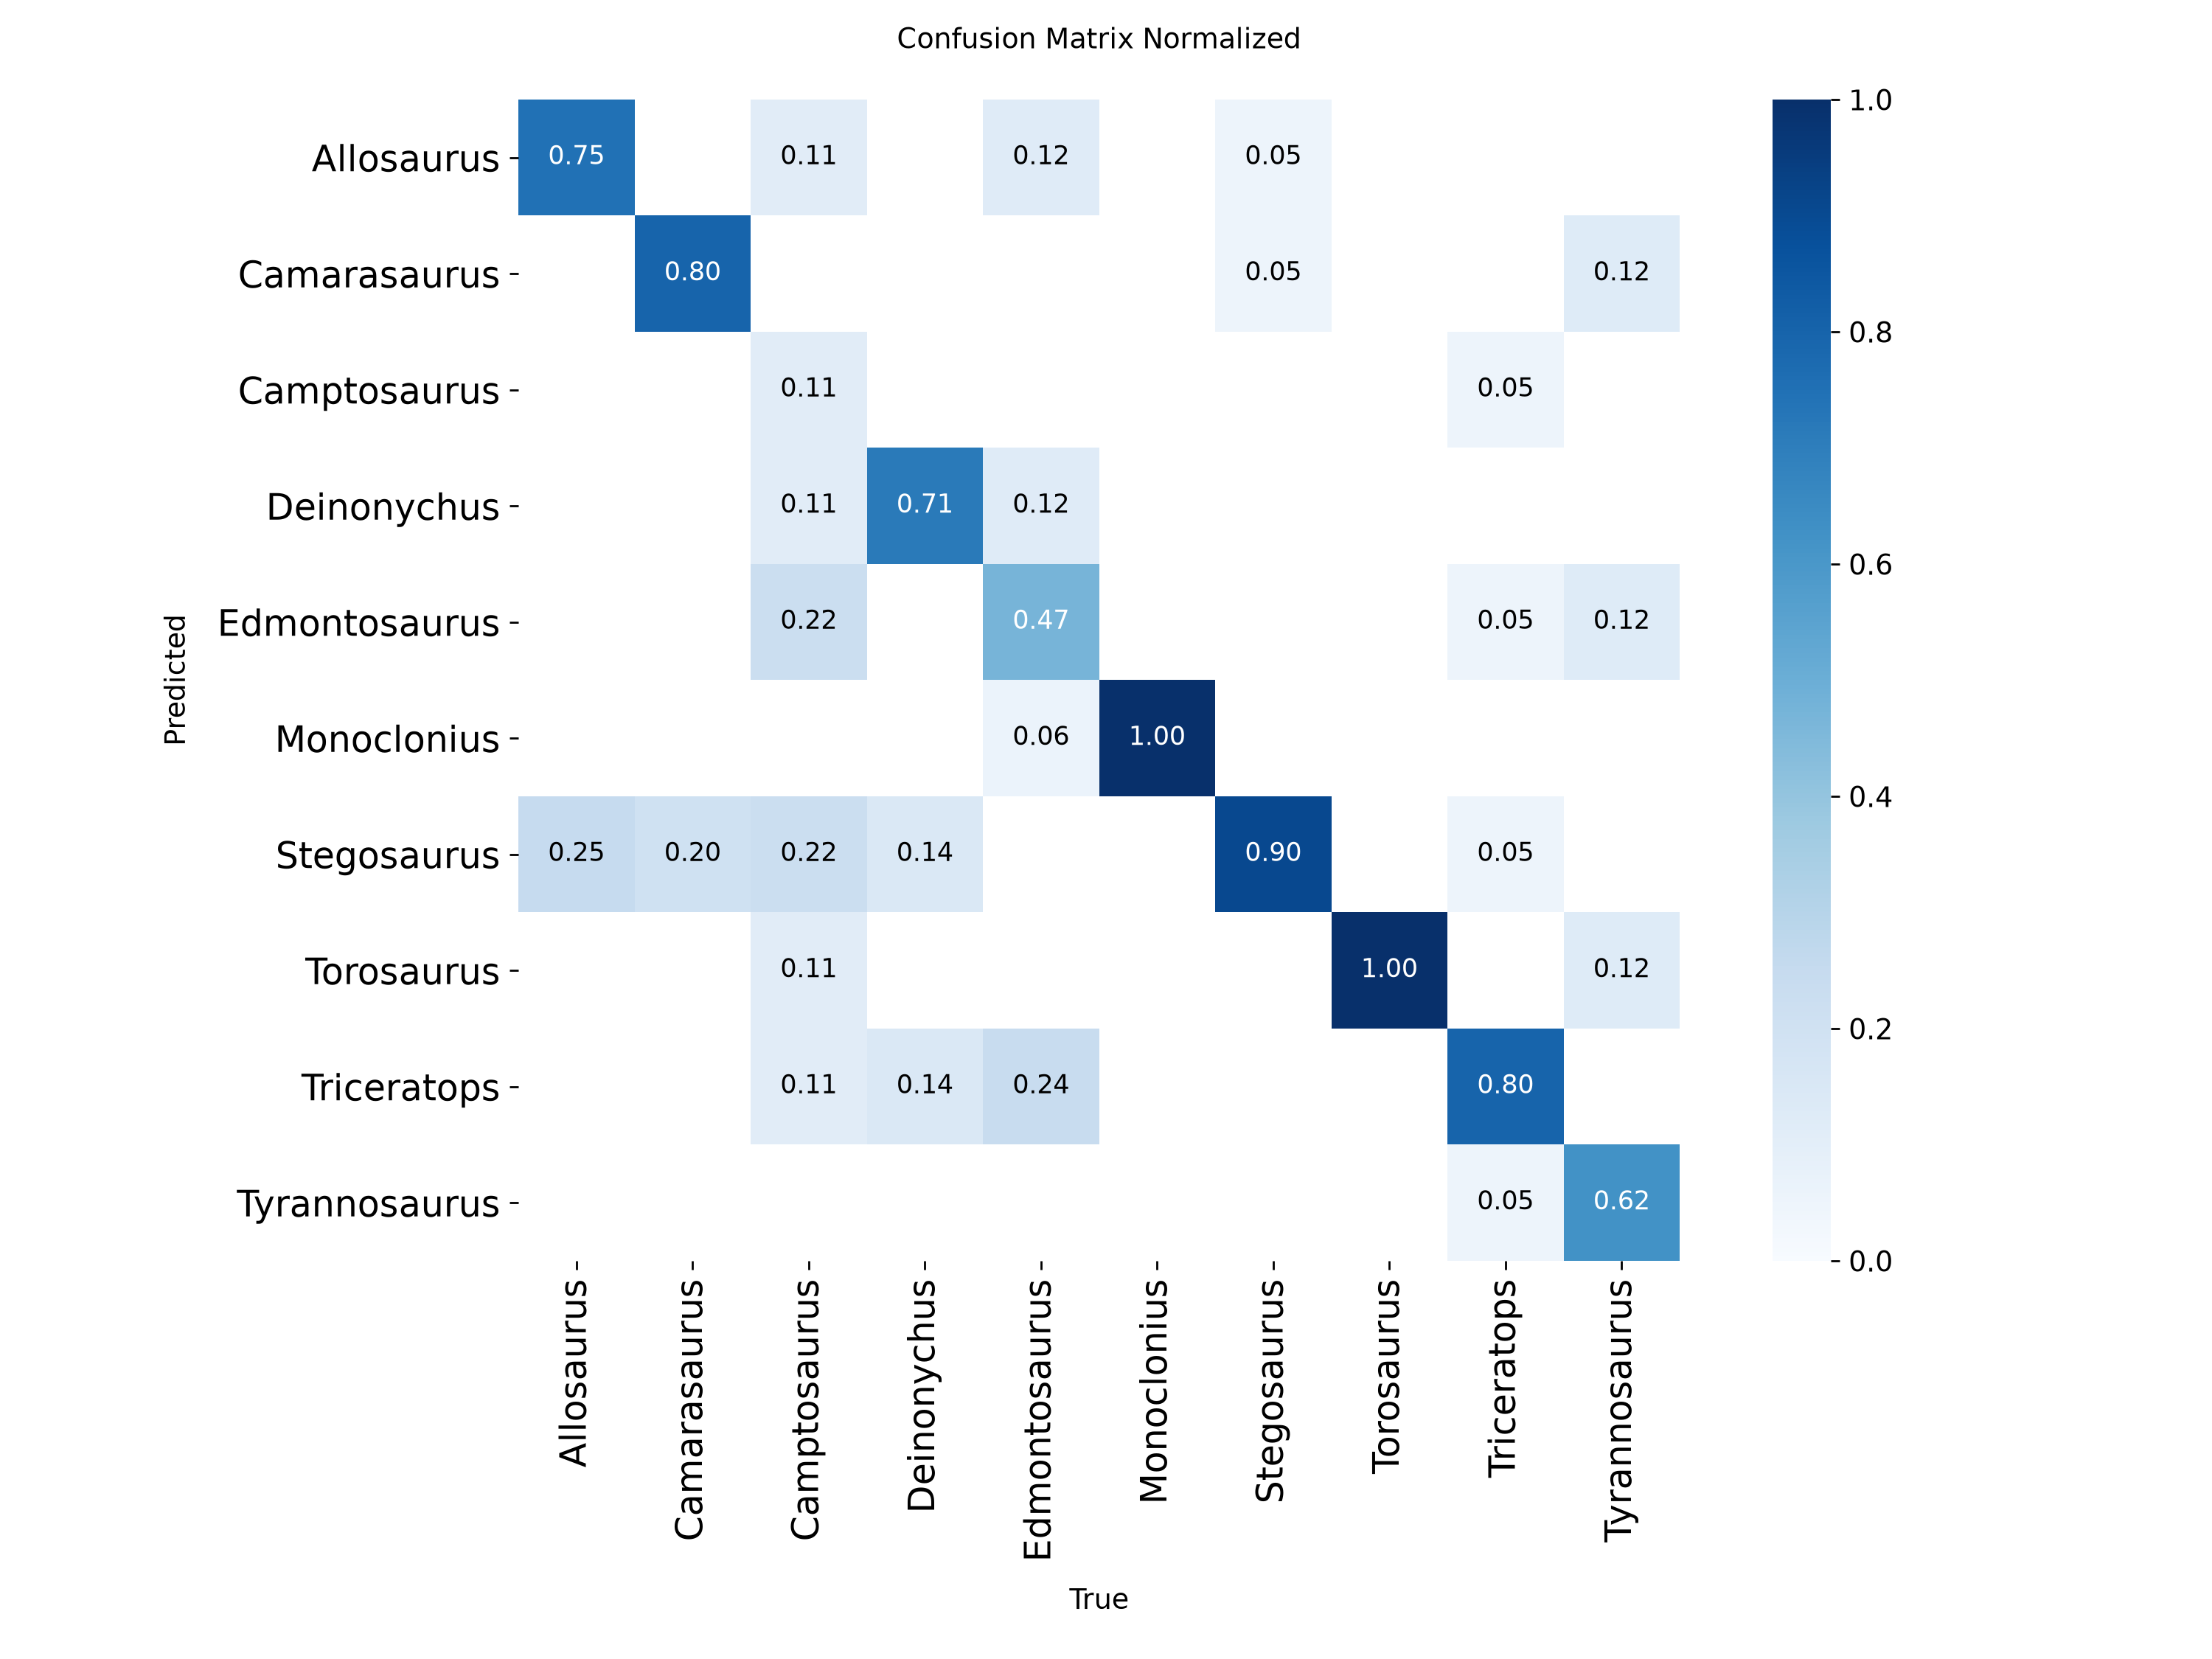 Confusion Matrix Normalized
Allosaurus 0.75 0.11 0.12 0.05
Camarasaurus 0.80 0.05 0.12
Camptosaurus 0.11 0.05
Deinonychus 0.11 0.71 0.12
Edmontosaurus 0.22 0.47 0.05 0.12
Monoclonius 0.06 1.00
Stegosaurus 0.25 0.20 0.22 0.14 0.90 0.05
Torosaurus 0.11 1.00 0.12
Triceratops 0.11 0.14 0.24 0.80
Tyrannosaurus 0.05 0.62
Predicted
Allosaurus
Camarasaurus
Camptosaurus
Deinonychus
Edmontosaurus
Monoclonius
Stegosaurus
Torosaurus
Triceratops
Tyrannosaurus
True
1.0
0.8
0.6
0.4
0.2
0.0